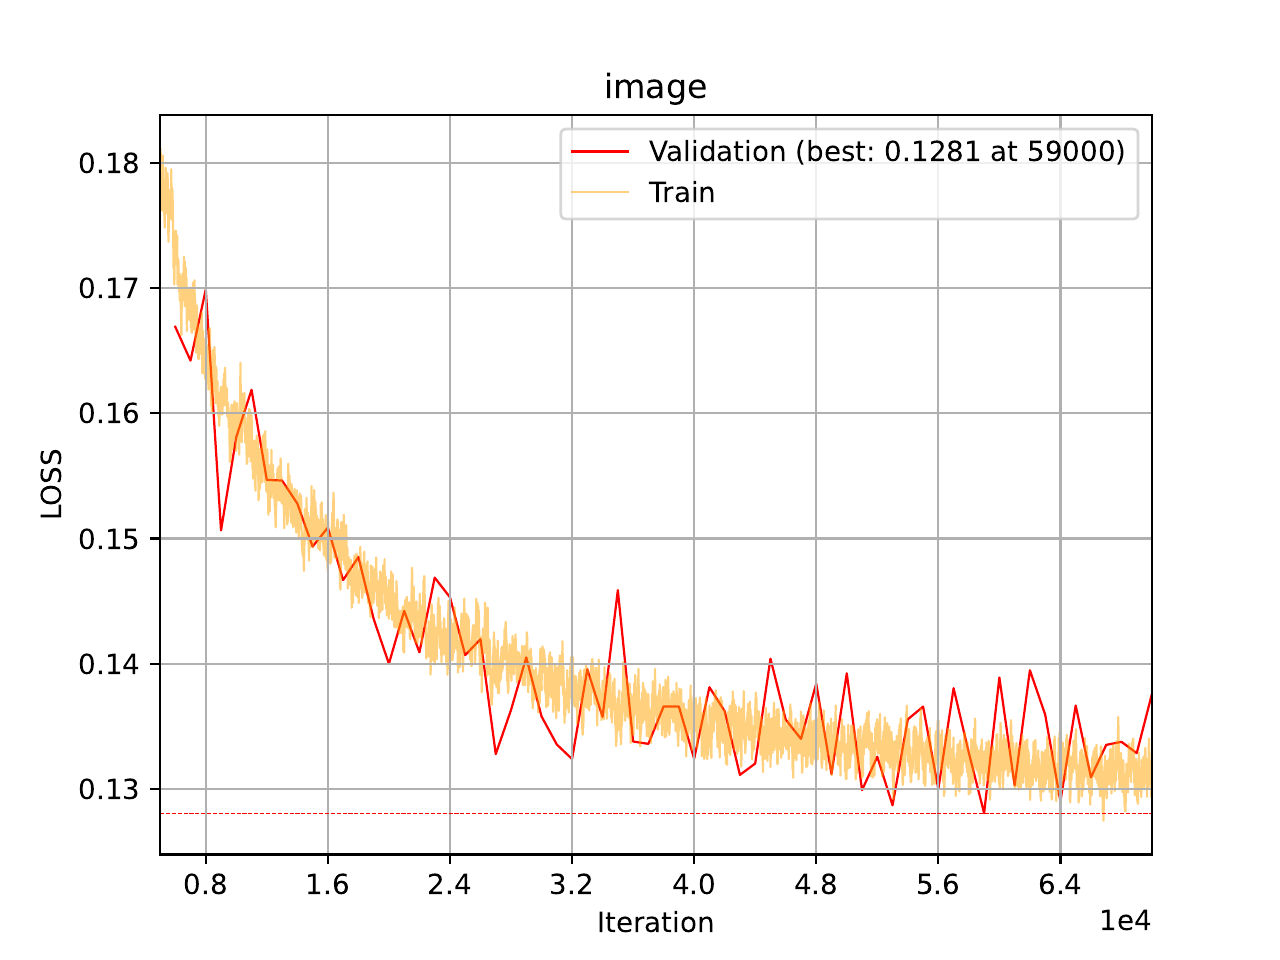 image
Validation (best: 0.1281 at 59000)
Train
0.18
0.17
0.16
0.15
0.14
0.13
LOSS
0.8 1.6 2.4 3.2 4.0 4.8 5.6 6.4
1e4
Iteration